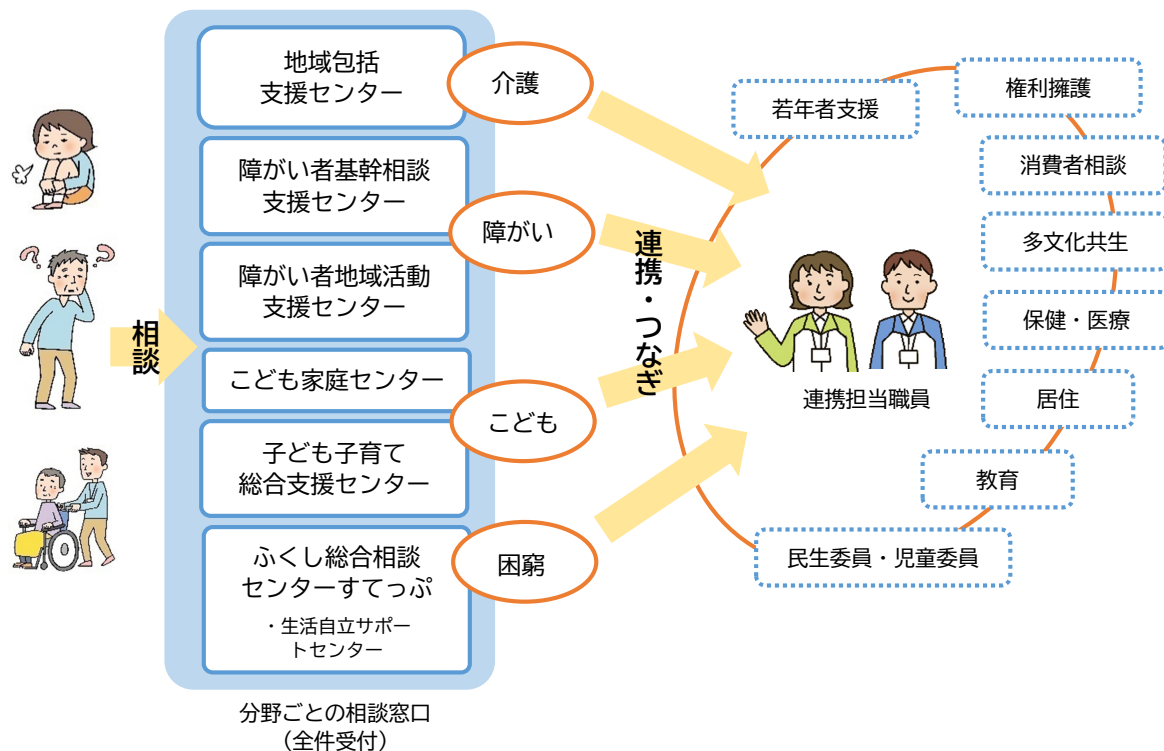 相談
地域包括
支援センター
障がい者基幹相談
支援センター
障がい者地域活動
支援センター
こども家庭センター
子ども子育て
総合支援センター
ふくし総合相談
センターすてっぷ
・生活自立サポー
トセンター
分野ごとの相談窓口
（全件受付）
介護
障がい
こども
困窮
連携・つなぎ
連携担当職員
若年者支援
権利擁護
消費者相談
多文化共生
保健・医療
居住
教育
民生委員・児童委員